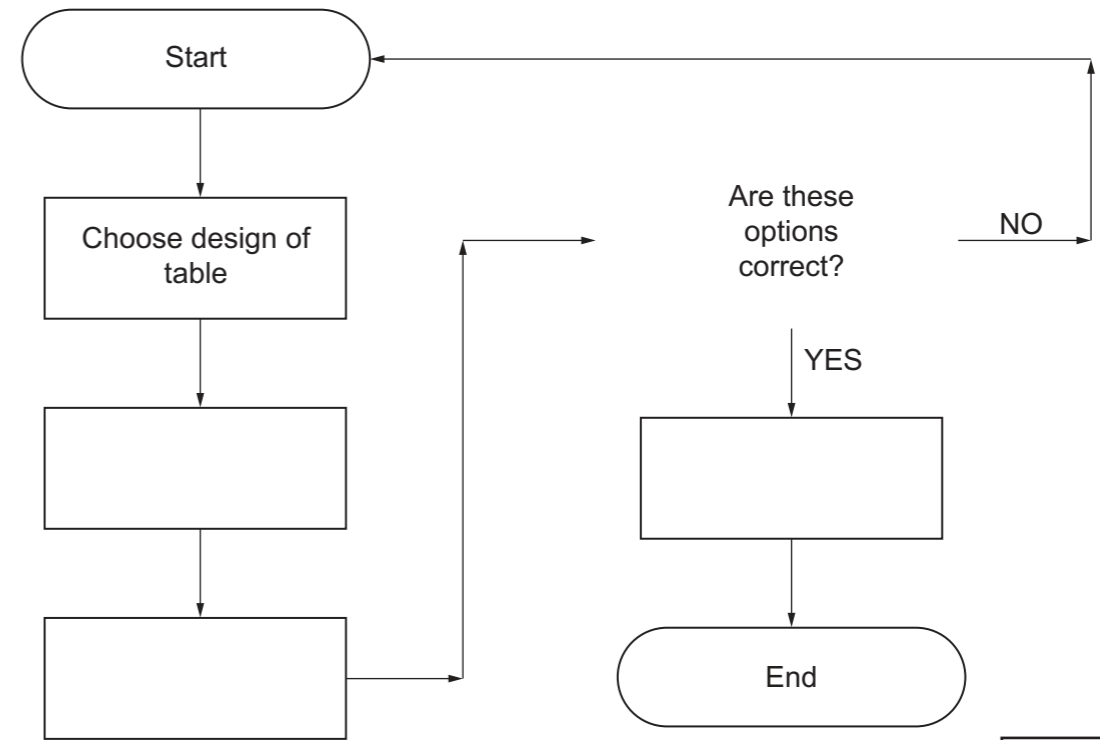 Start
Choose design of
table
Are these
options
correct?
NO
YES
End